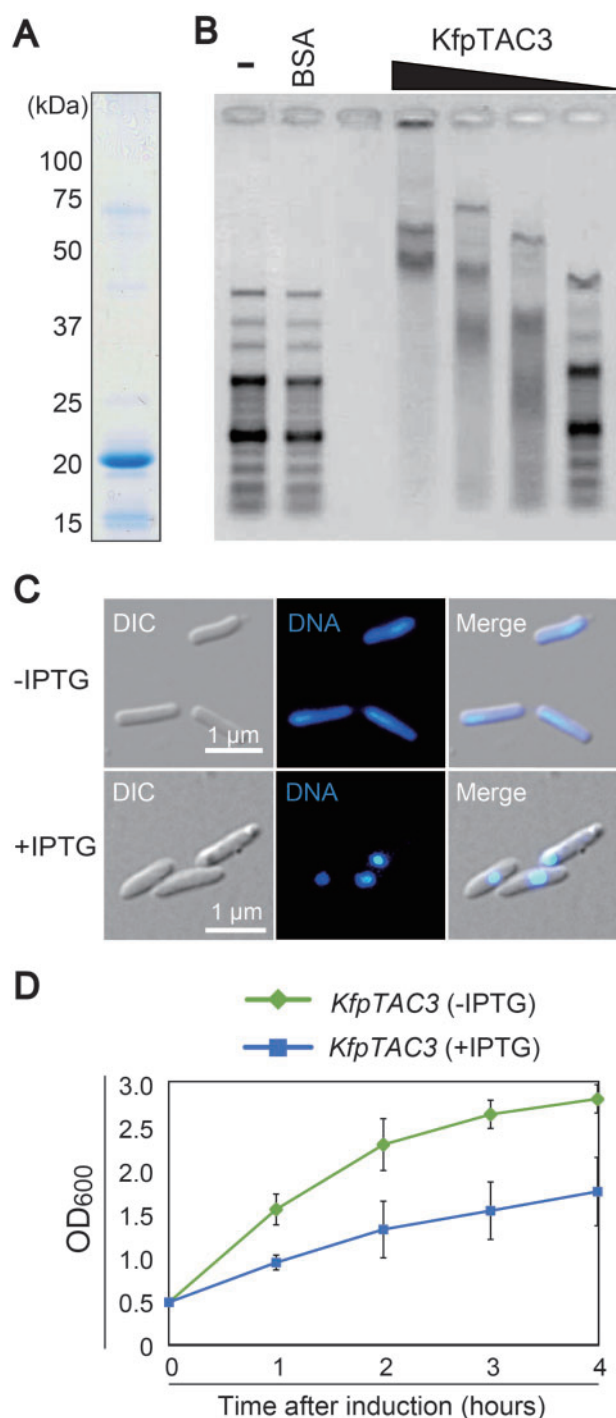 A
(kDa)
100
75
50
37
25
20
15
B
-
BSA
KfpTAC3
C
-IPTG
DIC
DNA
Merge
1 μm
+IPTG
DIC
DNA
Merge
1 μm
D
KfpTAC3 (-IPTG)
KfpTAC3 (+IPTG)
OD600
3.0
2.5
2.0
1.5
1.0
0.5
0
0 1 2 3 4
Time after induction (hours)